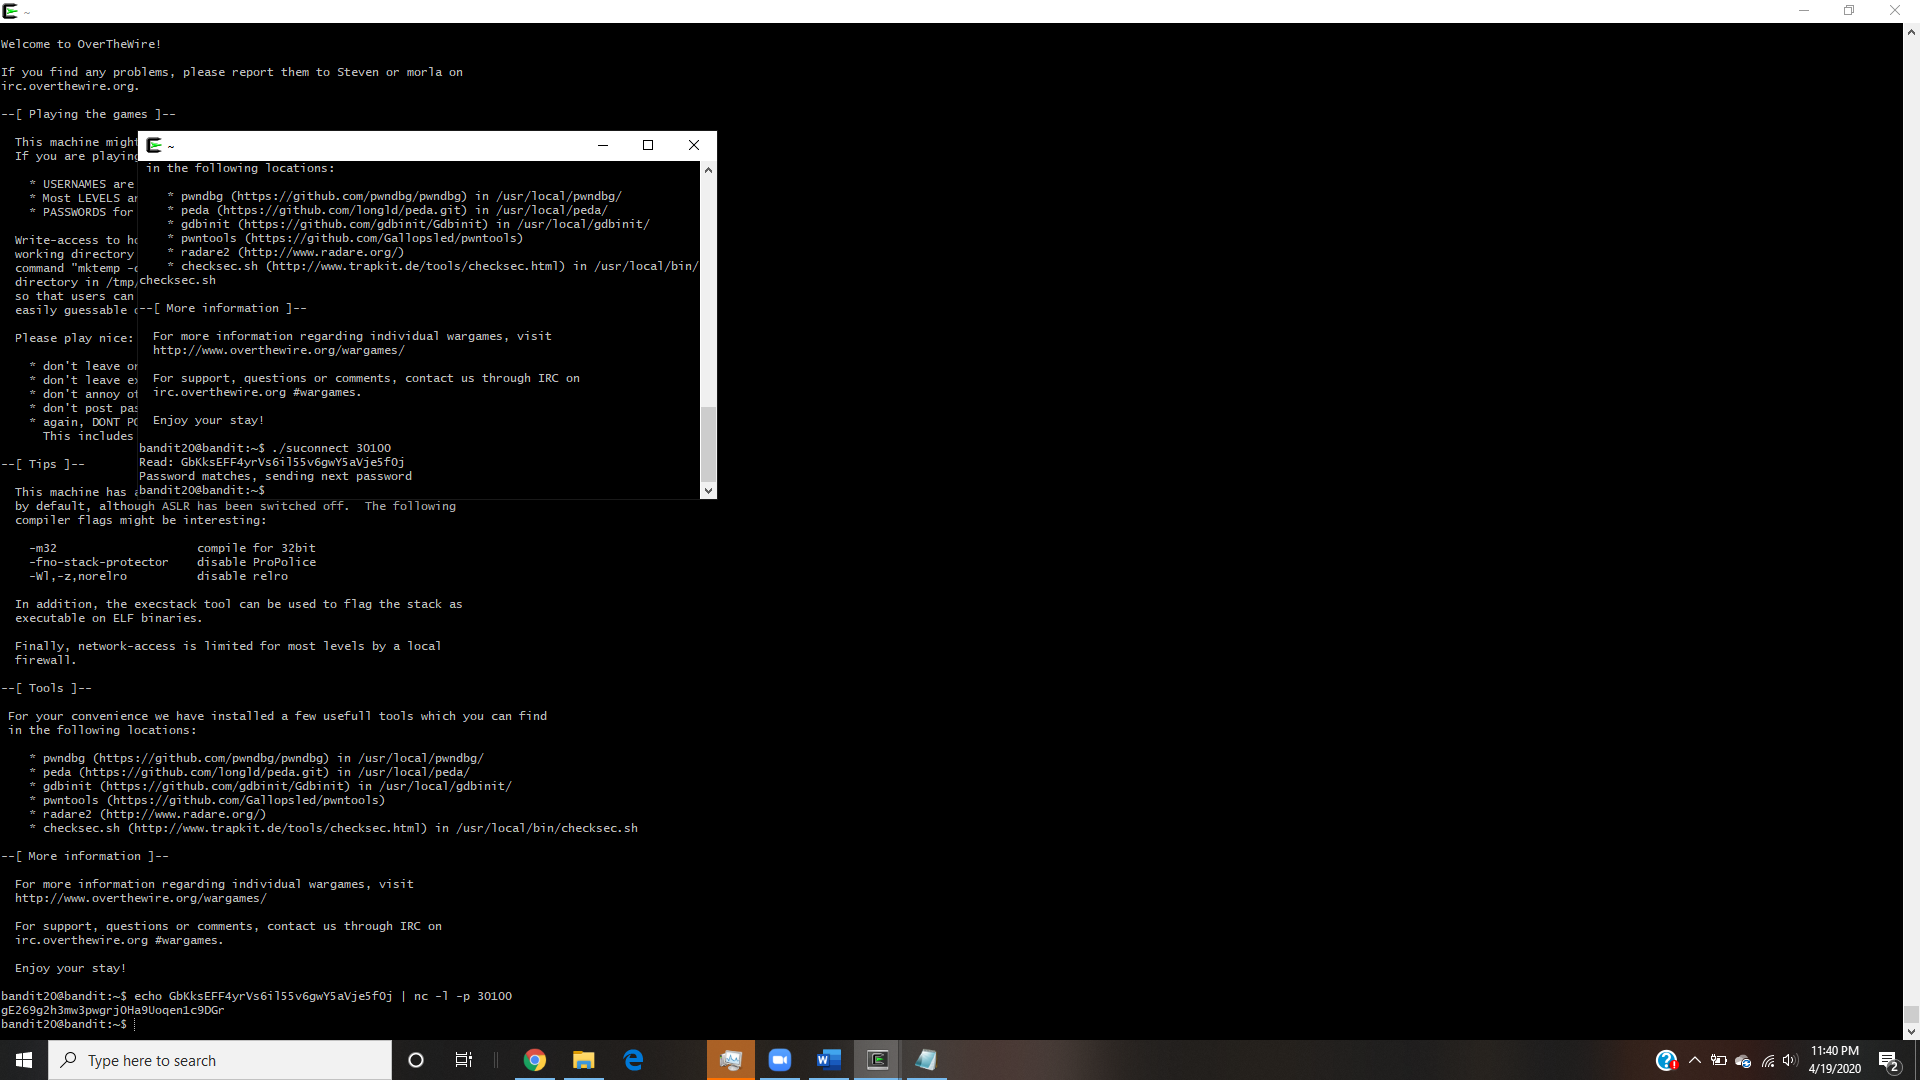 ~
Welcome to OverTheWire!
If you find any problems, please report them to Steven or morla on
irc.overthewire.org.
--[ Playing the games ]--
This machine migh
If you are playing
* USERNAMES are
* Most LEVELS a
* PASSWORDS for
Write-access to ho
working directory
command "mktemp -d
directory in /tmp/
so that users can
easily guessable
Please play nice:
* don't leave or
* don't leave ex
* don't annoy ot
* don't post pas
* again, DONT PO
This includes
--[ Tips ]--
This machine has a
by default, although ASLR has been switched off.  The following
compiler flags might be interesting:
-m32                    compile for 32bit
-fno-stack-protector    disable ProPolice
-Wl,-z,norelro          disable relro
In addition, the execstack tool can be used to flag the stack as
executable on ELF binaries.
Finally, network-access is limited for most levels by a local
firewall.
--[ Tools ]--
For your convenience we have installed a few usefull tools which you can find
in the following locations:
* pwndbg (https://github.com/pwndbg/pwndbg) in /usr/local/pwndbg/
* peda (https://github.com/longld/peda.git) in /usr/local/peda/
* gdbinit (https://github.com/gdbinit/Gdbinit) in /usr/local/gdbinit/
* pwntools (https://github.com/Gallopsled/pwntools)
* radare2 (http://www.radare.org/)
* checksec.sh (http://www.trapkit.de/tools/checksec.html) in /usr/local/bin/checksec.sh
--[ More information ]--
For more information regarding individual wargames, visit
http://www.overthewire.org/wargames/
For support, questions or comments, contact us through IRC on
irc.overthewire.org #wargames.
Enjoy your stay!
bandit20@bandit:~$ echo GbKksEFF4yrVs6il55v6gwY5aVje5f0j | nc -l -p 30100
gE269g2h3mw3pwgrj0Ha9Uoqen1c9DGr
bandit20@bandit:~$
~
in the following locations:
* pwndbg (https://github.com/pwndbg/pwndbg) in /usr/local/pwndbg/
* peda (https://github.com/longld/peda.git) in /usr/local/peda/
* gdbinit (https://github.com/gdbinit/Gdbinit) in /usr/local/gdbinit/
* pwntools (https://github.com/Gallopsled/pwntools)
* radare2 (http://www.radare.org/)
* checksec.sh (http://www.trapkit.de/tools/checksec.html) in /usr/local/bin/
checksec.sh
--[ More information ]--
For more information regarding individual wargames, visit
http://www.overthewire.org/wargames/
For support, questions or comments, contact us through IRC on
irc.overthewire.org #wargames.
Enjoy your stay!
bandit20@bandit:~$ ./suconnect 30100
Read: GbKksEFF4yrVs6il55v6gwY5aVje5f0j
Password matches, sending next password
bandit20@bandit:~$
Type here to search
11:40 PM
4/19/2020
2